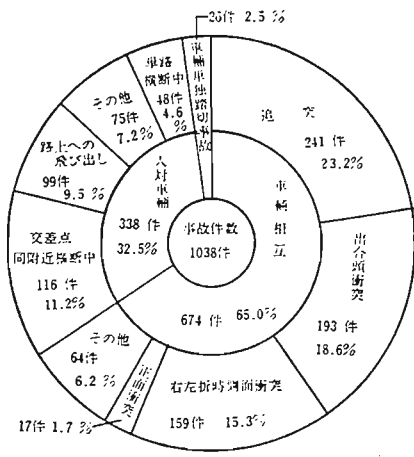 26件 2.5%
車輛単独踏切事故
追突
241件
23.2%
出合頭衝突
193件
18.6%
右左折時側面衝突
159件 15.3%
正面衝突
17件 1.7%
その他
64件
6.2%
交差点
同附近横断中
116件
11.2%
路上への
飛び出し
99件
9.5%
その他
75件
7.2%
単路
横断中
48件
4.6
%
人対車輛
338件
32.5%
車輛相互
674件 65.0%
事故件数
1038件